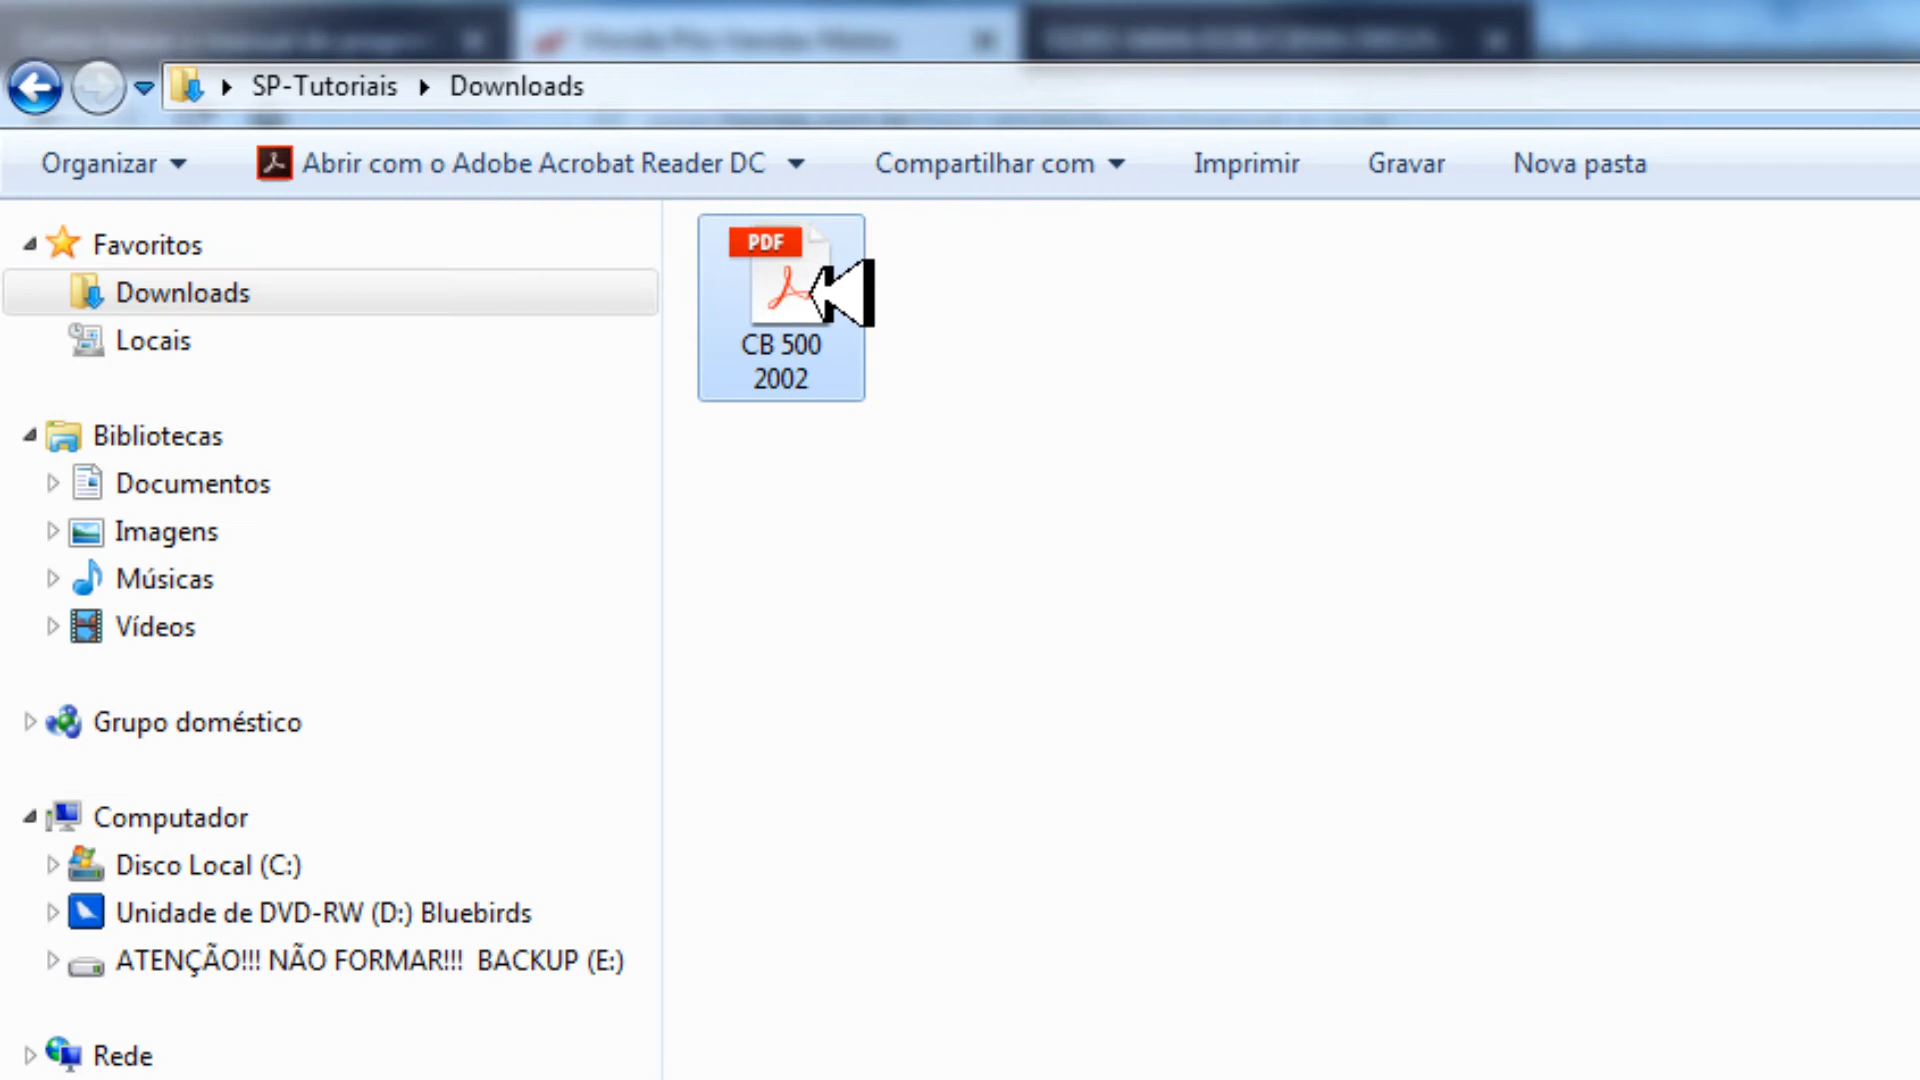 SP-Tutoriais Downloads
Organizar Abrir com o Adobe Acrobat Reader DC Compartilhar com Imprimir Gravar Nova pasta
Favoritos
Downloads
Locais
Bibliotecas
Documentos
Imagens
Músicas
Vídeos
Grupo doméstico
Computador
Disco Local (C:)
Unidade de DVD-RW (D:) Bluebirds
ATENÇÃO!!! NÃO FORMAR!!! BACKUP (E:)
Rede
PDF
CB 500
2002